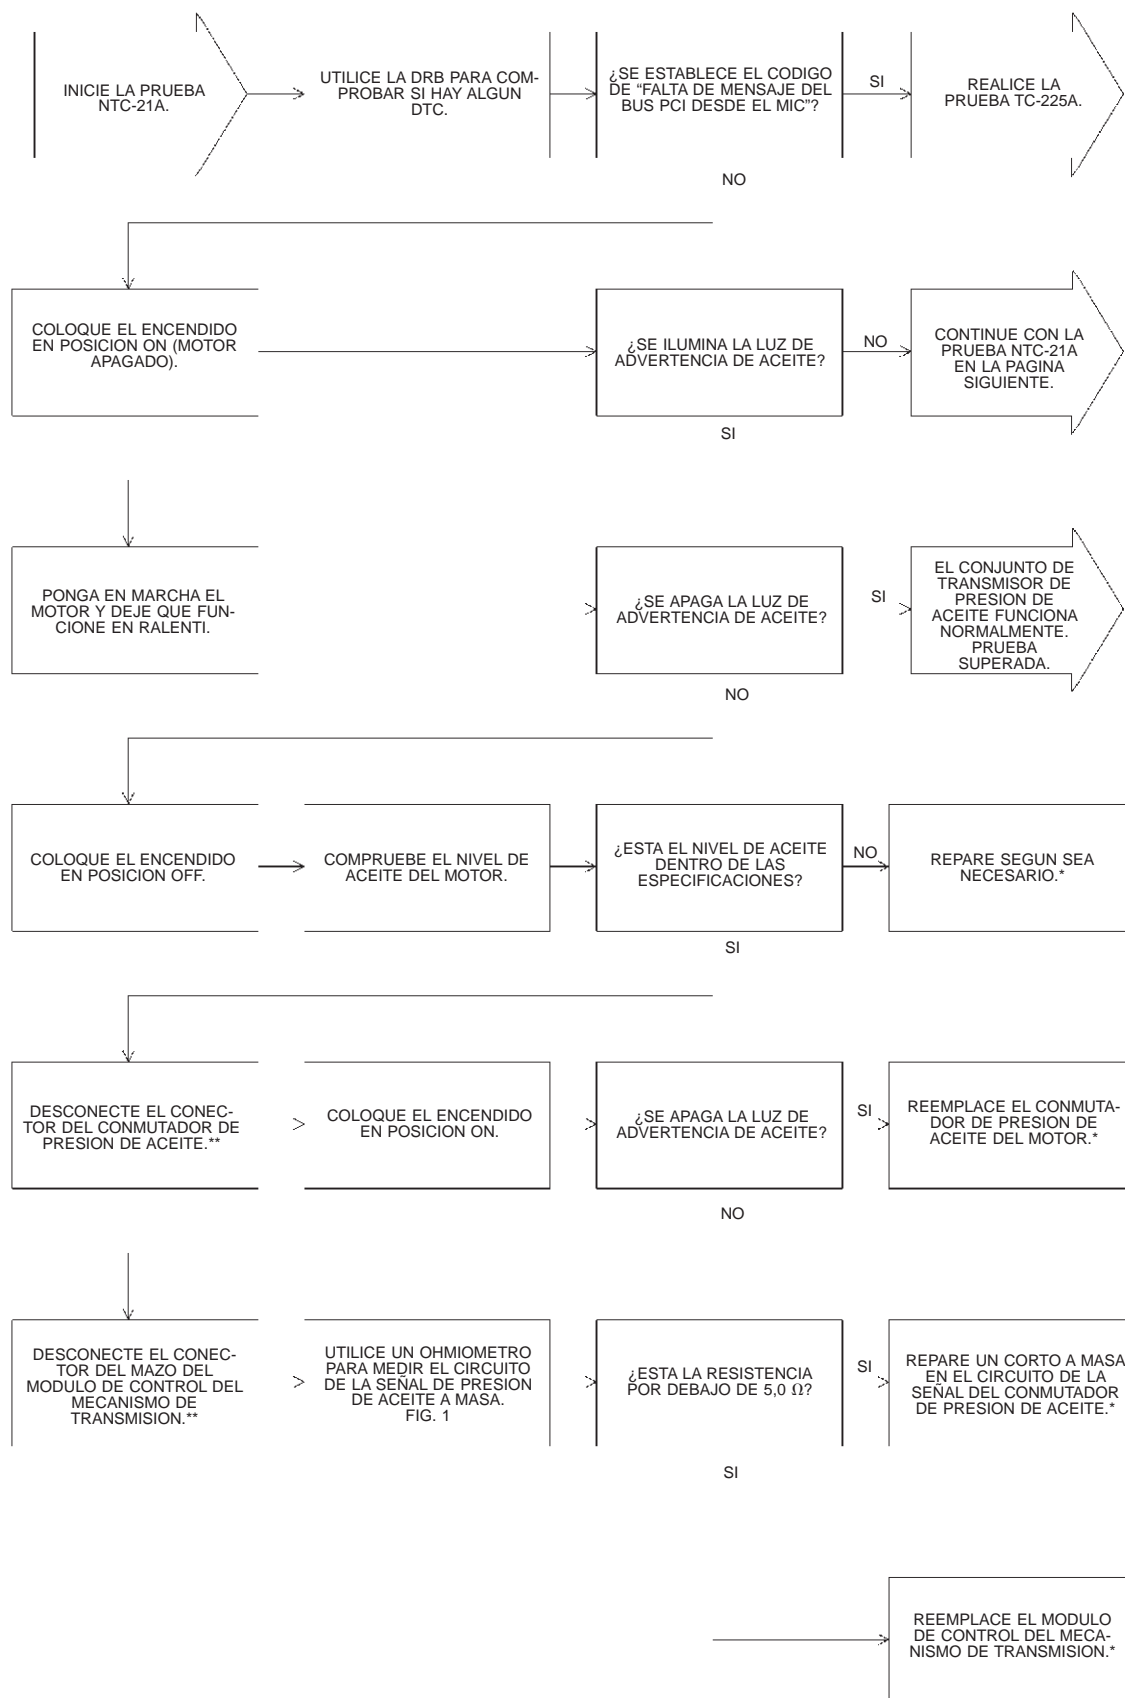 INICIE LA PRUEBA
NTC-21A.
UTILICE LA DRB PARA COM-
PROBAR SI HAY ALGUN
DTC.
¿SE ESTABLECE EL CODIGO
DE “FALTA DE MENSAJE DEL
BUS PCI DESDE EL MIC”?
SI
REALICE LA
PRUEBA TC-225A.
NO
COLOQUE EL ENCENDIDO
EN POSICION ON (MOTOR
APAGADO).
¿SE ILUMINA LA LUZ DE
ADVERTENCIA DE ACEITE?
NO
CONTINUE CON LA
PRUEBA NTC-21A
EN LA PAGINA
SIGUIENTE.
SI
PONGA EN MARCHA EL
MOTOR Y DEJE QUE FUN-
CIONE EN RALENTI.
¿SE APAGA LA LUZ DE
ADVERTENCIA DE ACEITE?
SI
EL CONJUNTO DE
TRANSMISOR DE
PRESION DE
ACEITE FUNCIONA
NORMALMENTE.
PRUEBA
SUPERADA.
NO
COLOQUE EL ENCENDIDO
EN POSICION OFF.
COMPRUEBE EL NIVEL DE
ACEITE DEL MOTOR.
¿ESTA EL NIVEL DE ACEITE
DENTRO DE LAS
ESPECIFICACIONES?
NO
REPARE SEGUN SEA
NECESARIO.*
SI
DESCONECTE EL CONEC-
TOR DEL CONMUTADOR DE
PRESION DE ACEITE.**
COLOQUE EL ENCENDIDO
EN POSICION ON.
¿SE APAGA LA LUZ DE
ADVERTENCIA DE ACEITE?
SI
REEMPLACE EL CONMUTA-
DOR DE PRESION DE
ACEITE DEL MOTOR.*
NO
DESCONECTE EL CONEC-
TOR DEL MAZO DEL
MODULO DE CONTROL DEL
MECANISMO DE
TRANSMISION.**
UTILICE UN OHMIOMETRO
PARA MEDIR EL CIRCUITO
DE LA SEÑAL DE PRESION
DE ACEITE A MASA.
FIG. 1
¿ESTA LA RESISTENCIA
POR DEBAJO DE 5,0 Ω?
SI
REPARE UN CORTO A MASA
EN EL CIRCUITO DE LA
SEÑAL DEL CONMUTADOR
DE PRESION DE ACEITE.*
SI
REEMPLACE EL MODULO
DE CONTROL DEL MECA-
NISMO DE TRANSMISION.*